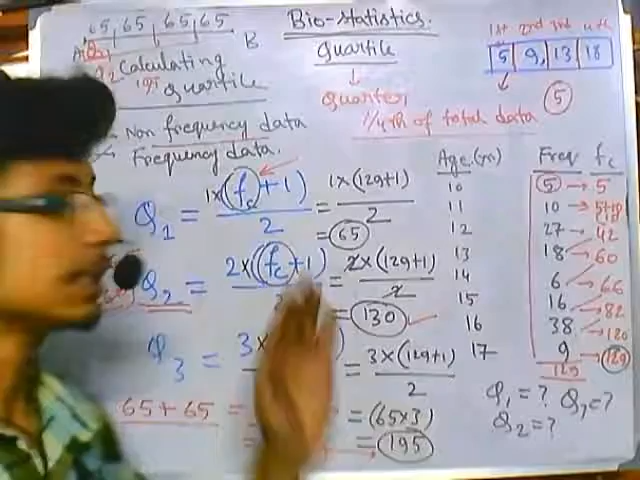 65, 65 65, 65
A B
Q1
Q2
195
Bio-statistics.
Quartile
Quarter,
1/4th of total data
1st 2nd 3rd 4th
5 9, 13 18
5
Calculating
Quartile
Non frequency data
Frequency data.
Q1 = 1×(fc+1) / 2 = 1×(129+1) / 2
= 65
Q2 = 2×(fc+1) = 2×(129+1) / 2
= 130
Q3 = 3× = 3×(129+1) / 2
65+65 = = (65×3)
= 195
Age.(m) Freq fc
10 5 → 5
11 10 →
12 27 → 42
13 18 → 60
14 6 → 66
15 16 → 82
16 38 → 120
17 9 → 129
129
Q1 = ? Q3 = ?
Q2 = ?